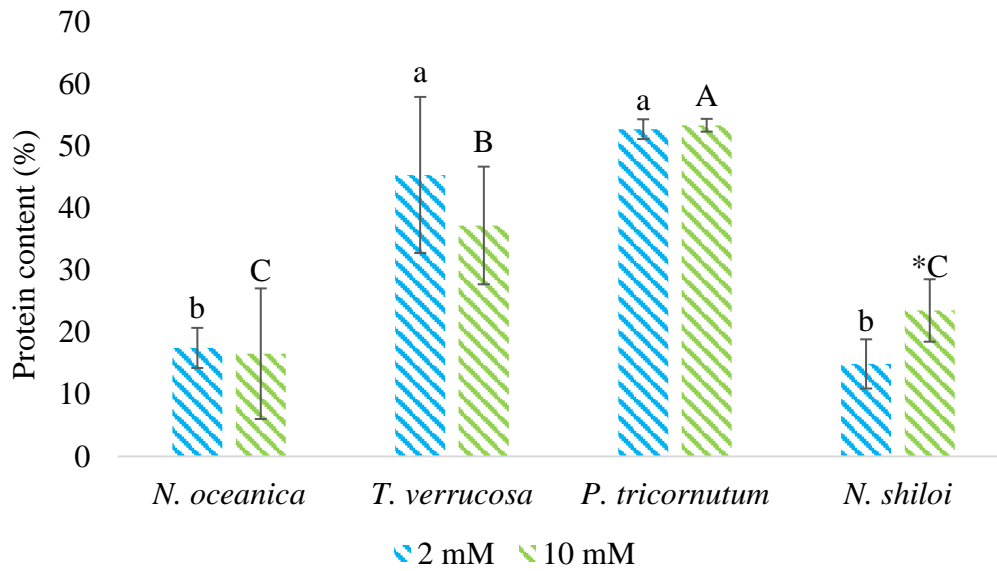 Protein content (%)
70
60
50
40
30
20
10
0
b
C
a
B
a
A
b
*C
N. oceanica
T. verrucosa
P. tricornutum
N. shiloi
2 mM
10 mM